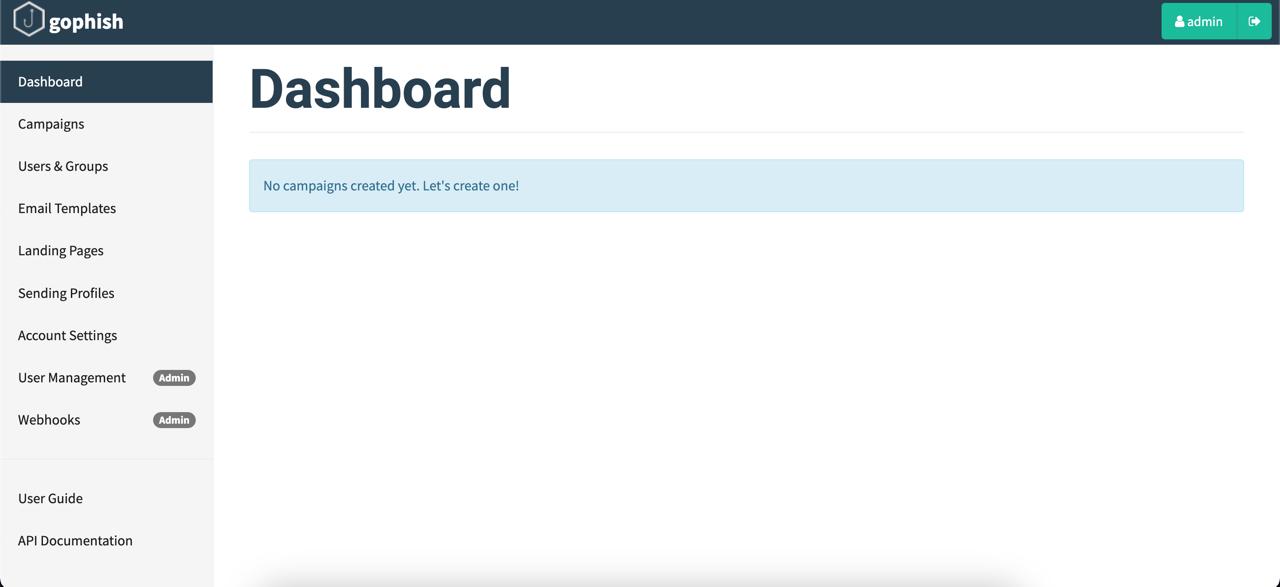 gophish
admin
Dashboard
Campaigns
Users & Groups
Email Templates
Landing Pages
Sending Profiles
Account Settings
User Management Admin
Webhooks Admin
User Guide
API Documentation
Dashboard
No campaigns created yet. Let's create one!